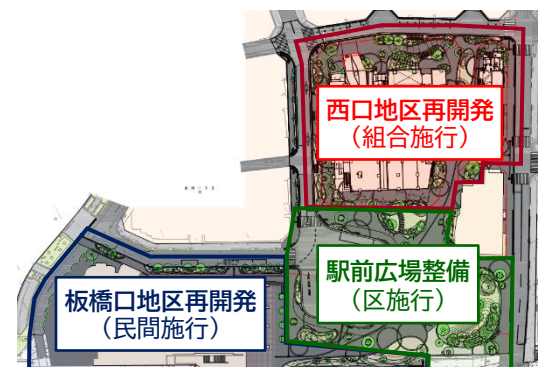 西口地区再開発
（組合施行）
駅前広場整備
（区施行）
板橋口地区再開発
（民間施行）